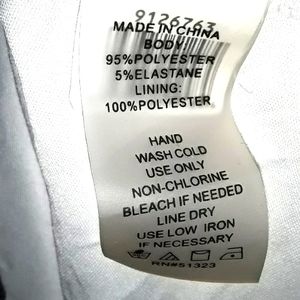 9126763
MADE IN CHINA
BODY:
95%POLYESTER
5%ELASTANE
LINING:
100%POLYESTER
HAND
WASH COLD
USE ONLY
NON-CHLORINE
BLEACH IF NEEDED
LINE DRY
USE LOW IRON
IF NECESSARY
RN#51323